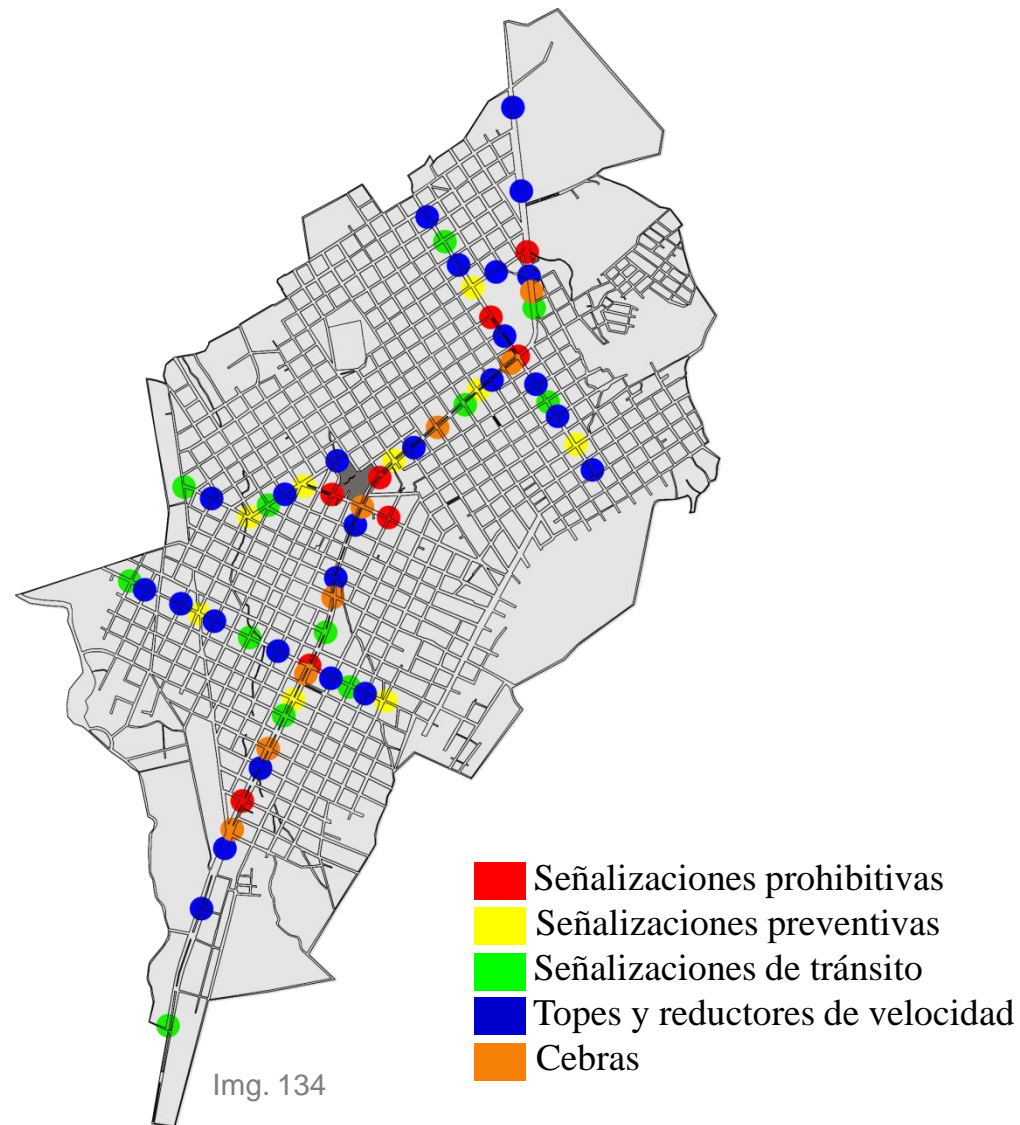 Señalizaciones prohibitivas
Señalizaciones preventivas
Señalizaciones de tránsito
Topes y reductores de velocidad
Cebras
Img. 134